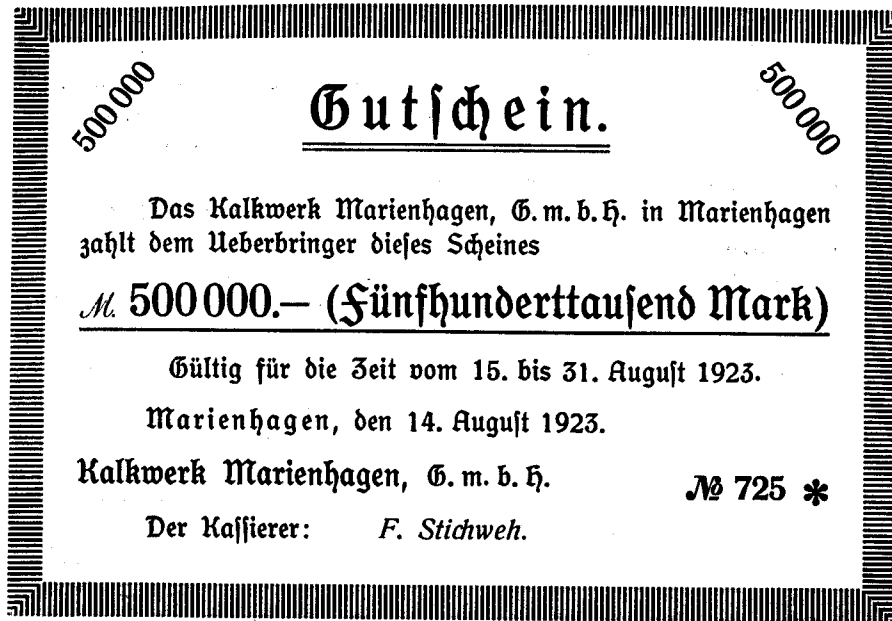 500000
500000
Gutſchein.
Das Kalkwerk Marienhagen, G. m. b. H. in Marienhagen
zahlt dem Ueberbringer dieſes Scheines
M. 500000.— (Fünfhunderttauſend Mark)
Gültig für die Zeit vom 15. bis 31. Auguſt 1923.
Marienhagen, den 14. Auguſt 1923.
Kalkwerk Marienhagen, G. m. b. H.
№ 725 *
Der Kaſſierer: F. Stichweh.